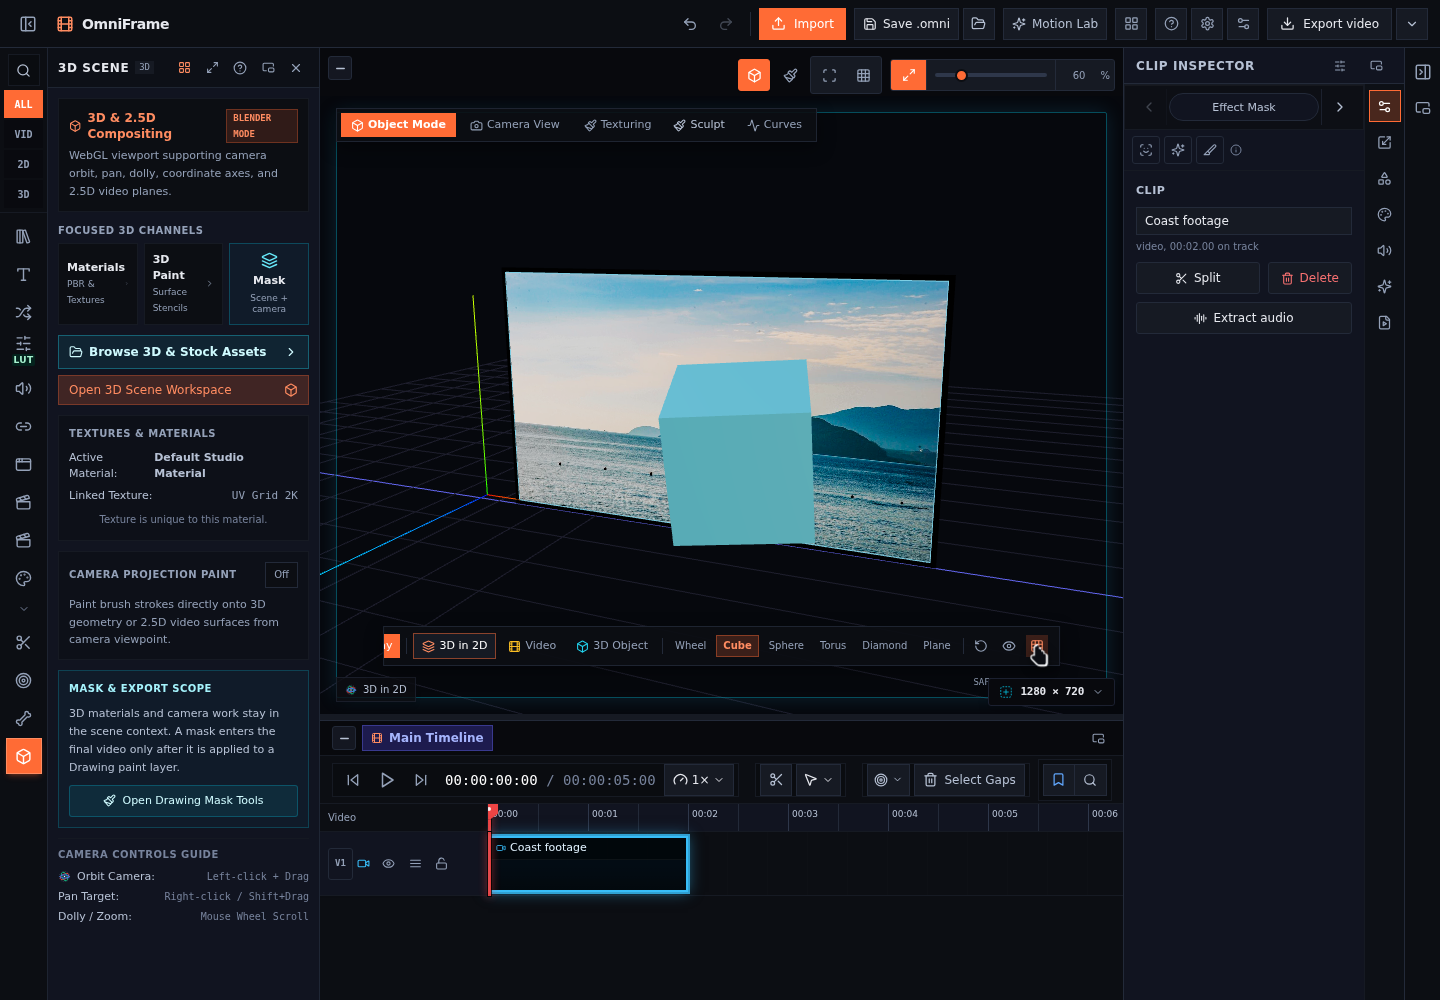 OmniFrame
Import
Save .omni
Motion Lab
Export video
3D SCENE 3D
ALL
VID
2D
3D
LUT
3D & 2.5D
Compositing
BLENDER
MODE
WebGL viewport supporting camera
orbit, pan, dolly, coordinate axes, and
2.5D video planes.
FOCUSED 3D CHANNELS
Materials
PBR &
Textures
3D
Paint
Surface
Stencils
Mask
Scene +
camera
Browse 3D & Stock Assets
Open 3D Scene Workspace
TEXTURES & MATERIALS
Active
Material:
Default Studio
Material
Linked Texture: UV Grid 2K
Texture is unique to this material.
CAMERA PROJECTION PAINT Off
Paint brush strokes directly onto 3D
geometry or 2.5D video surfaces from
camera viewpoint.
MASK & EXPORT SCOPE
3D materials and camera work stay in
the scene context. A mask enters the
final video only after it is applied to a
Drawing paint layer.
Open Drawing Mask Tools
CAMERA CONTROLS GUIDE
Orbit Camera: Left-click + Drag
Pan Target: Right-click / Shift+Drag
Dolly / Zoom: Mouse Wheel Scroll
60 %
Object Mode Camera View Texturing Sculpt Curves
3D in 2D Video 3D Object Wheel Cube Sphere Torus Diamond Plane
3D in 2D
1280 × 720
Main Timeline
00:00:00:00 / 00:00:05:00 1× Select Gaps
Video 00:00 00:01 00:02 00:03 00:04 00:05 00:06
V1
Coast footage
CLIP INSPECTOR
Effect Mask
CLIP
Coast footage
video, 00:02.00 on track
Split
Delete
Extract audio